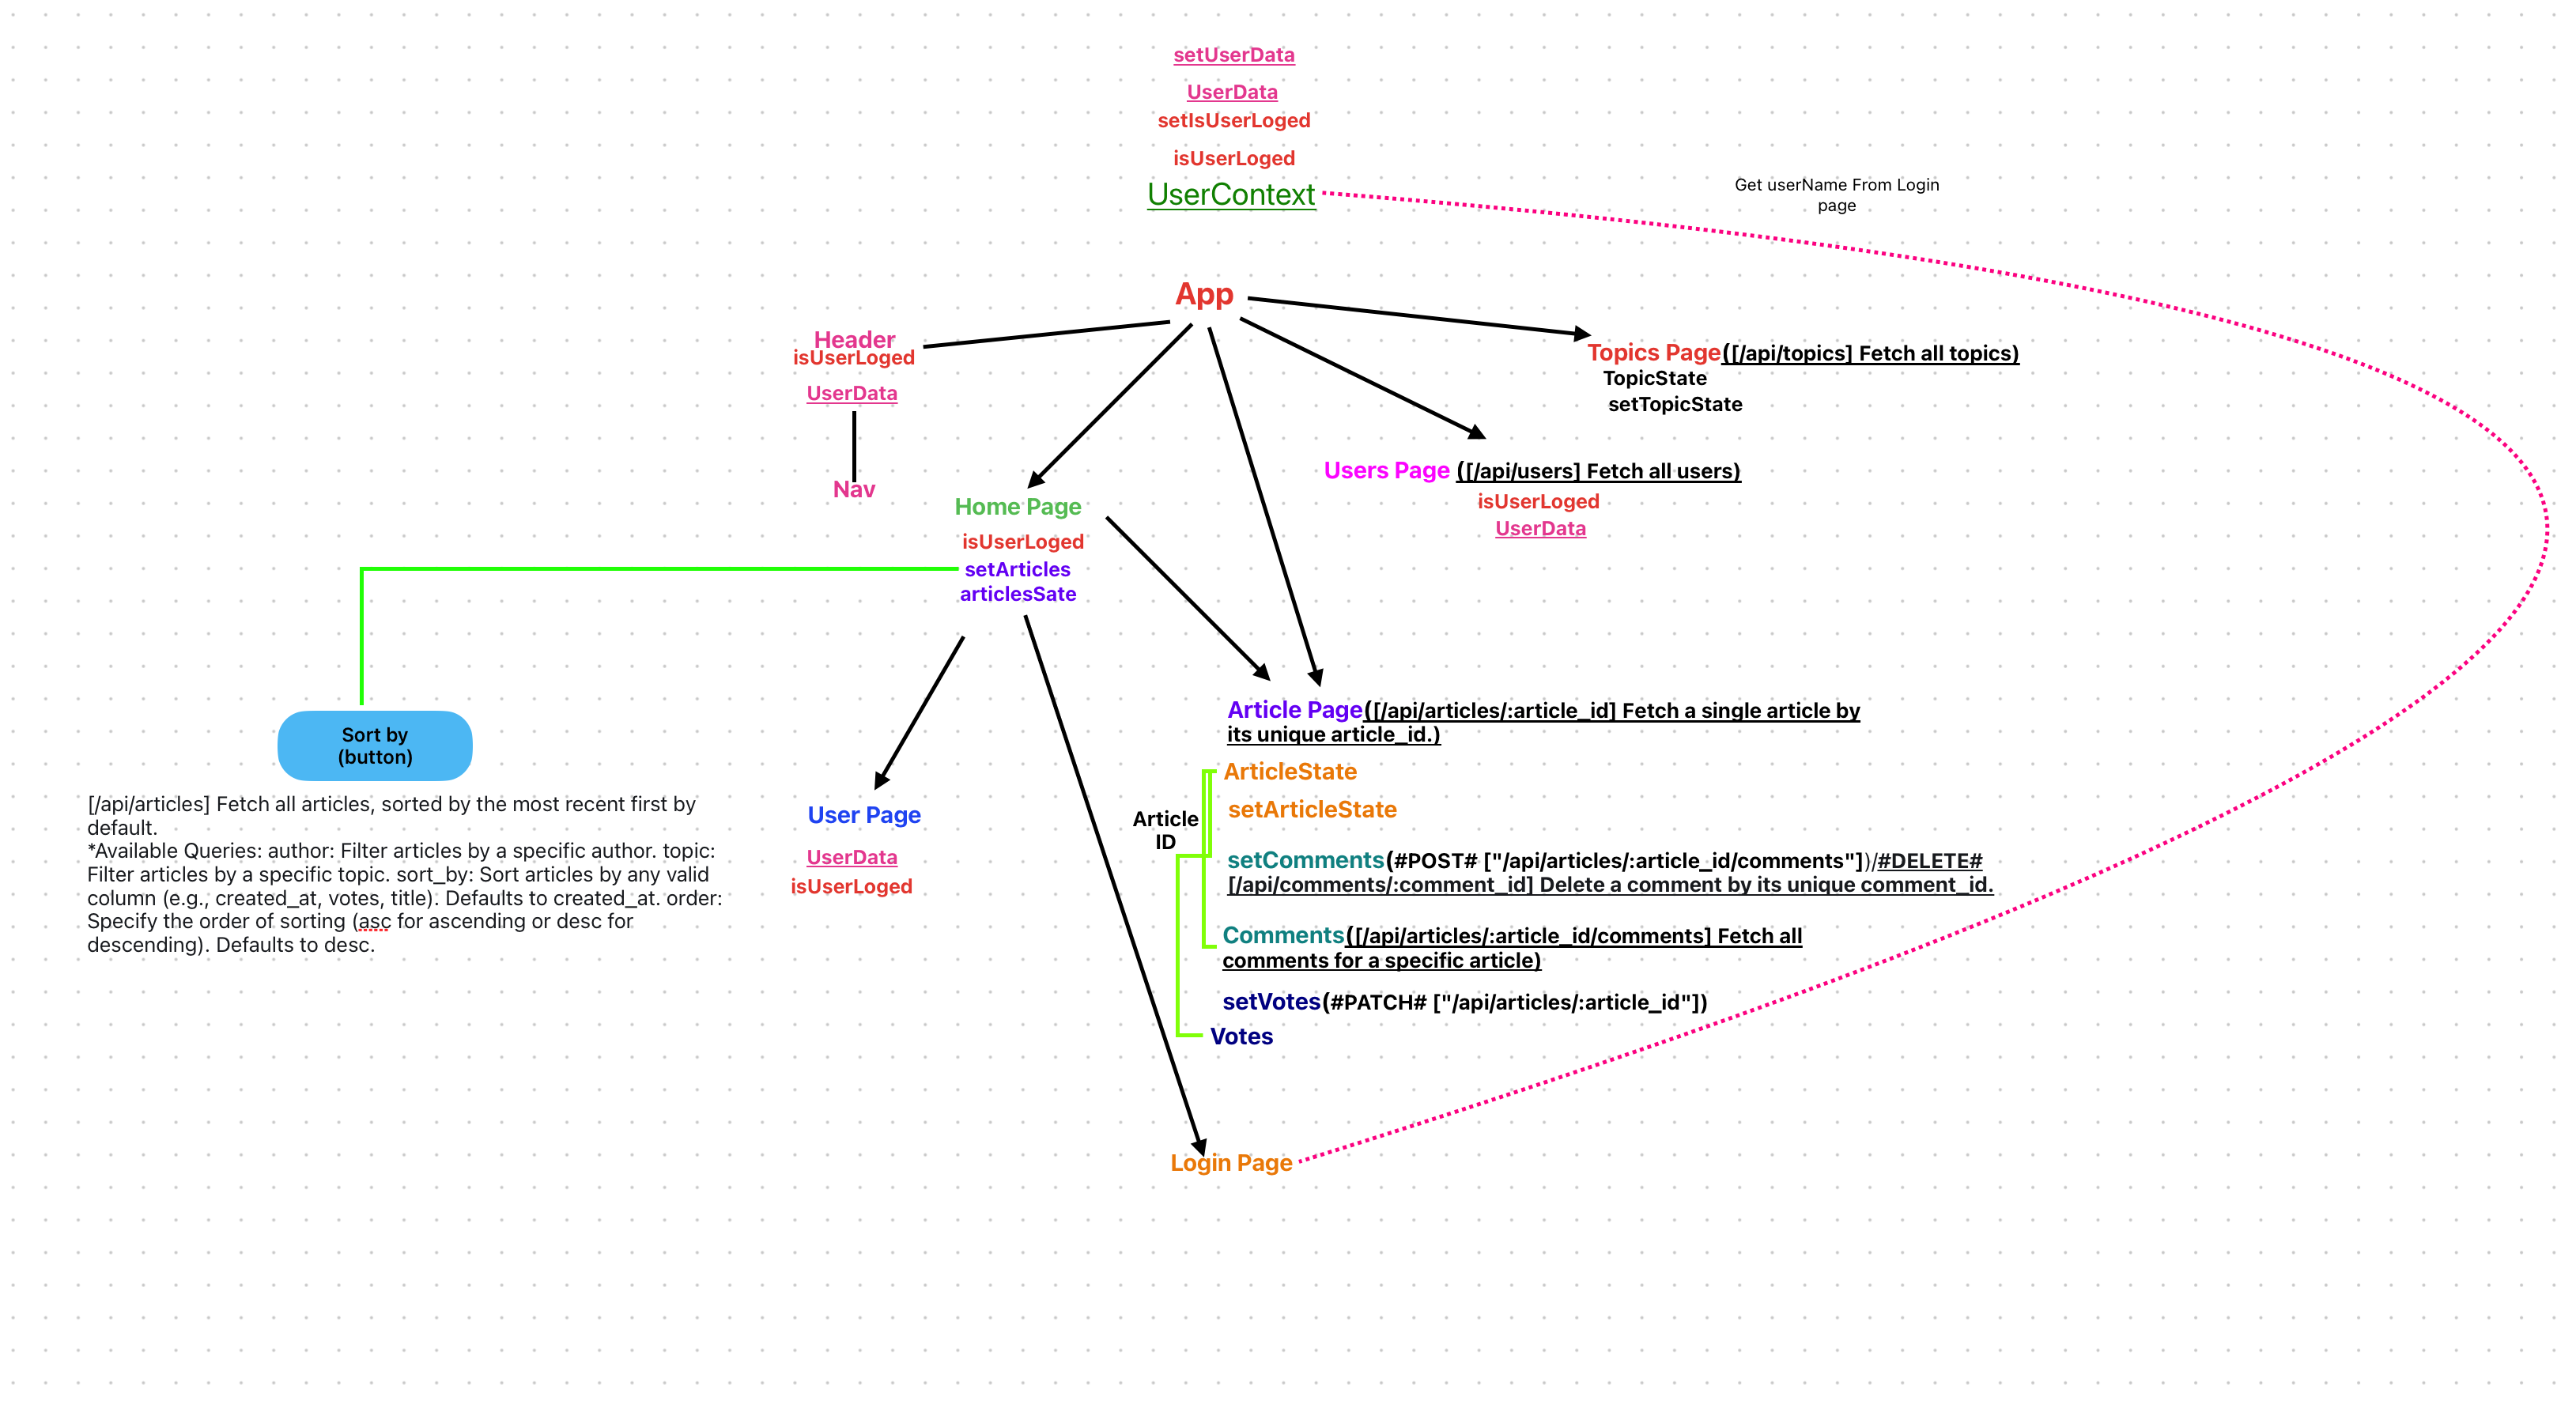 setUserData
UserData
setIsUserLoged
isUserLoged
UserContext
Get userName From Login
page
App
Header
isUserLoged
UserData
Nav
Topics Page([/api/topics] Fetch all topics)
TopicState
setTopicState
Users Page ([/api/users] Fetch all users)
isUserLoged
UserData
Home Page
isUserLoged
setArticles
articlesSate
Sort by
(button)
[/api/articles] Fetch all articles, sorted by the most recent first by
default.
*Available Queries: author: Filter articles by a specific author. topic:
Filter articles by a specific topic. sort_by: Sort articles by any valid
column (e.g., created_at, votes, title). Defaults to created_at. order:
Specify the order of sorting (asc for ascending or desc for
descending). Defaults to desc.
User Page
UserData
isUserLoged
Article Page([/api/articles/:article_id] Fetch a single article by
its unique article_id.)
ArticleState
setArticleState
Article
ID
setComments(#POST# ["/api/articles/:article_id/comments"])/#DELETE#
[/api/comments/:comment_id] Delete a comment by its unique comment_id.
Comments([/api/articles/:article_id/comments] Fetch all
comments for a specific article)
setVotes(#PATCH# ["/api/articles/:article_id"])
Votes
Login Page